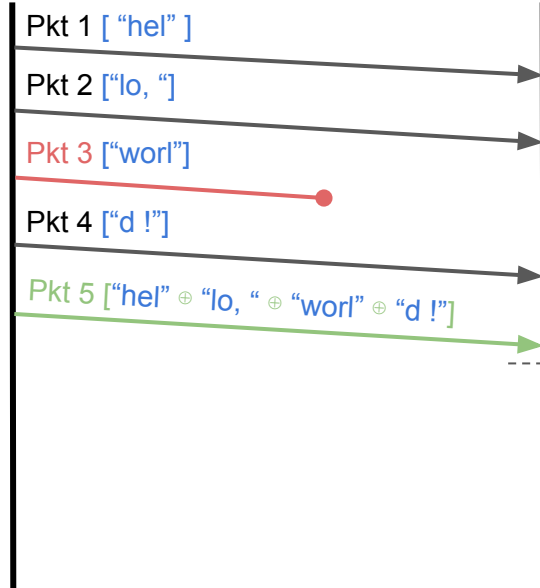 Pkt 1 [ “hel” ]
Pkt 2 [“lo, “]
Pkt 3 [“worl”]
Pkt 4 [“d !”]
Pkt 5 [“hel” ⊕ “lo, “ ⊕ “worl” ⊕ “d !”]